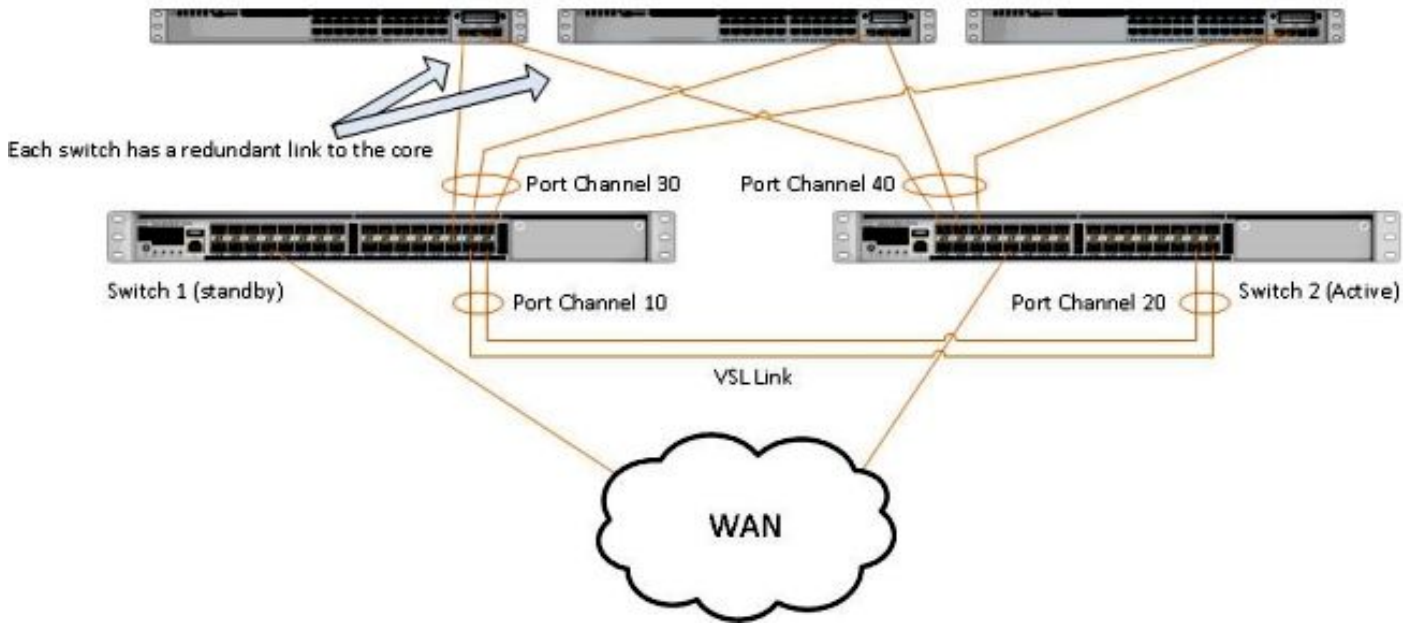 Each switch has a redundant link to the core
Port Channel 30
Port Channel 40
Switch 1 (standby)
Port Channel 10
Port Channel 20
Switch 2 (Active)
VSL Link
WAN